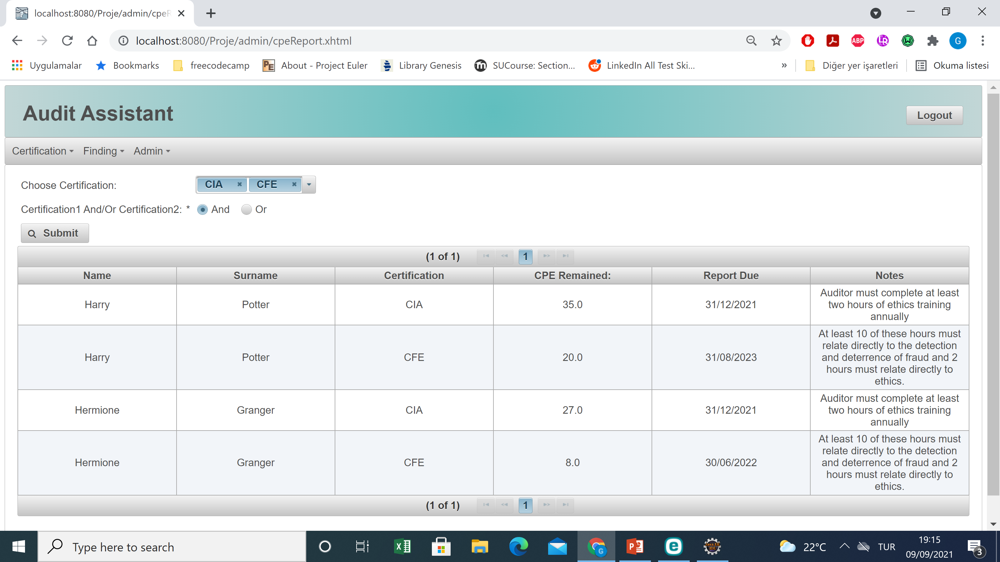 localhost:8080/Proje/admin/cpeR
localhost:8080/Proje/admin/cpeReport.xhtml
ABP
G
Uygulamalar
Bookmarks
freecodecamp
PE
About - Project Euler
Library Genesis
SUCourse: Section...
LinkedIn All Test Ski...
»
Diğer yer işaretleri
Okuma listesi
Audit Assistant
Logout
Certification
Finding
Admin
Choose Certification:
CIA
CFE
Certification1 And/Or Certification2: *
And
Or
Submit
(1 of 1)
1
Name
Surname
Certification
CPE Remained:
Report Due
Notes
Harry
Potter
CIA
35.0
31/12/2021
Auditor must complete at least
two hours of ethics training
annually
Harry
Potter
CFE
20.0
31/08/2023
At least 10 of these hours must
relate directly to the detection
and deterrence of fraud and 2
hours must relate directly to
ethics.
Hermione
Granger
CIA
27.0
31/12/2021
Auditor must complete at least
two hours of ethics training
annually
Hermione
Granger
CFE
8.0
30/06/2022
At least 10 of these hours must
relate directly to the detection
and deterrence of fraud and 2
hours must relate directly to
ethics.
(1 of 1)
1
Type here to search
G
Java EE
IDE
22°C
TUR
19:15
09/09/2021
3